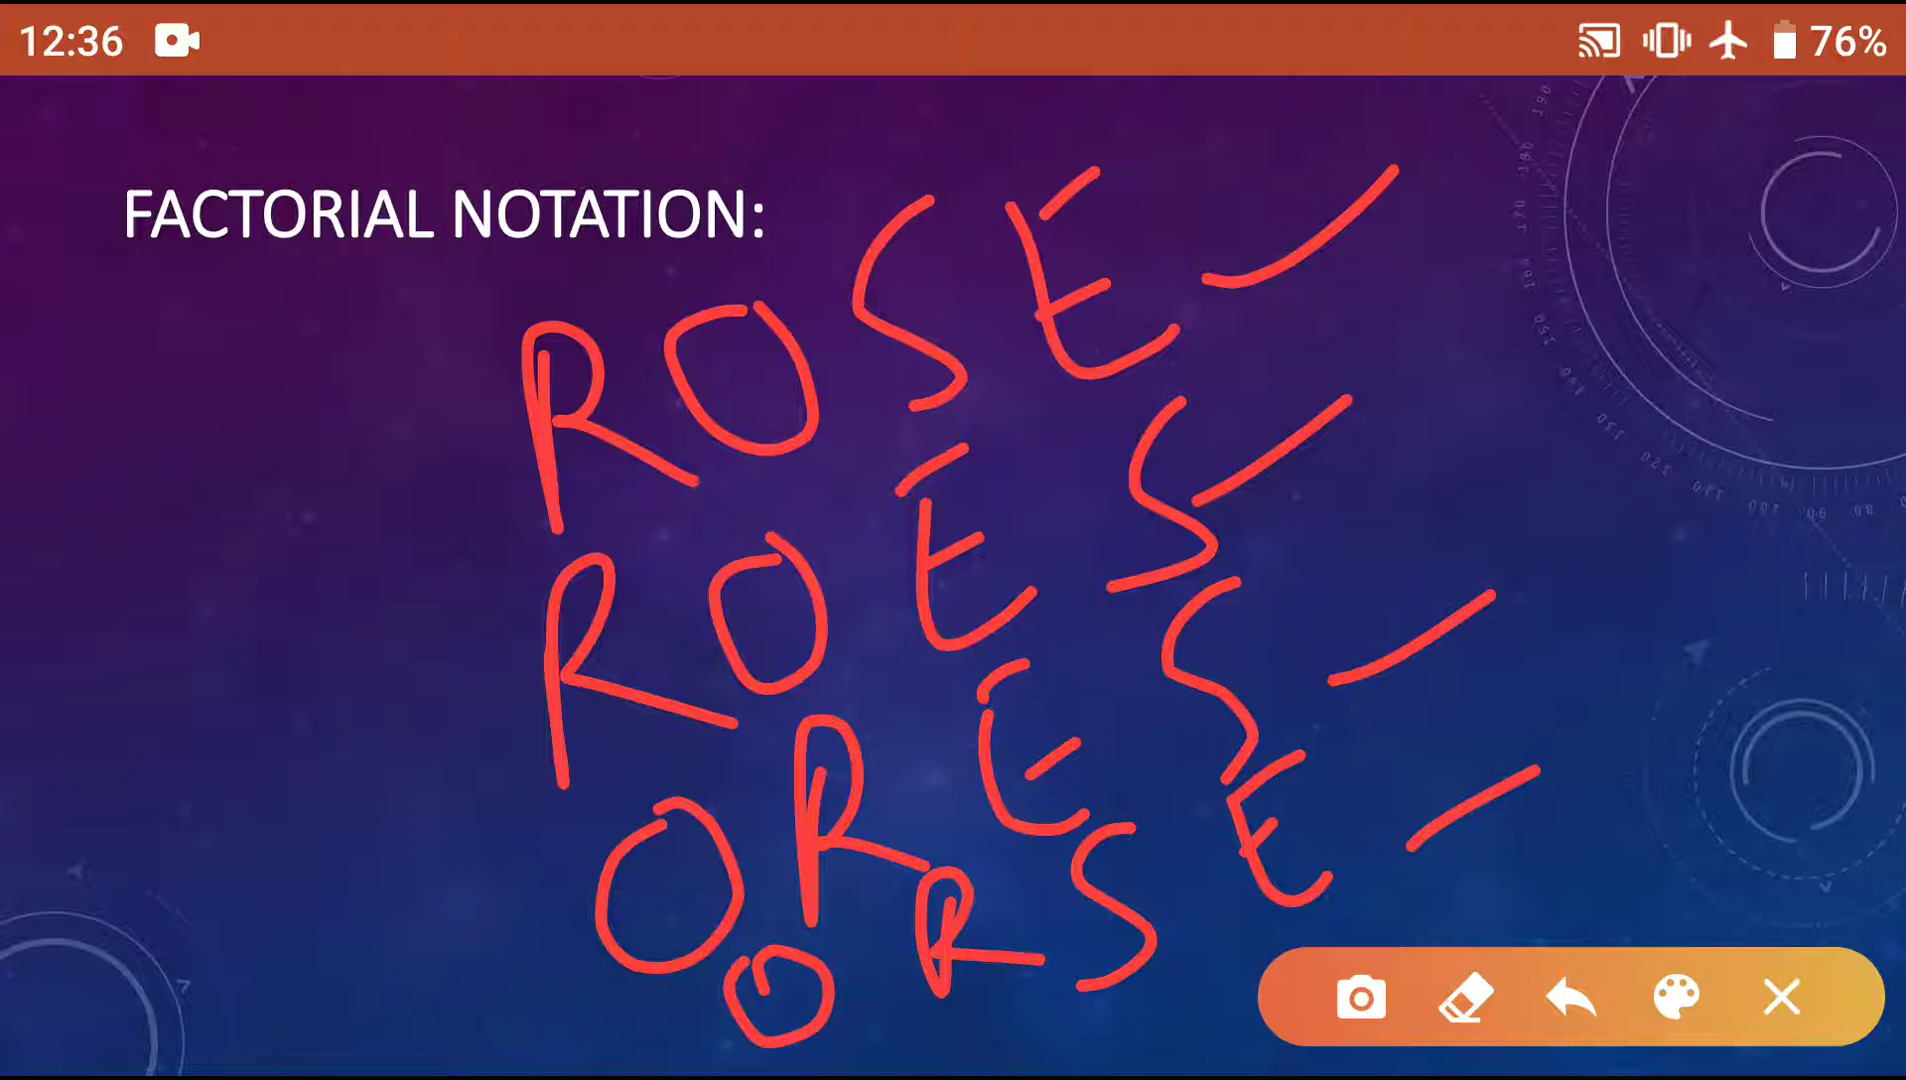 12:36 76%
FACTORIAL NOTATION:
ROSE -
ROES -
ORES -
ORSE -